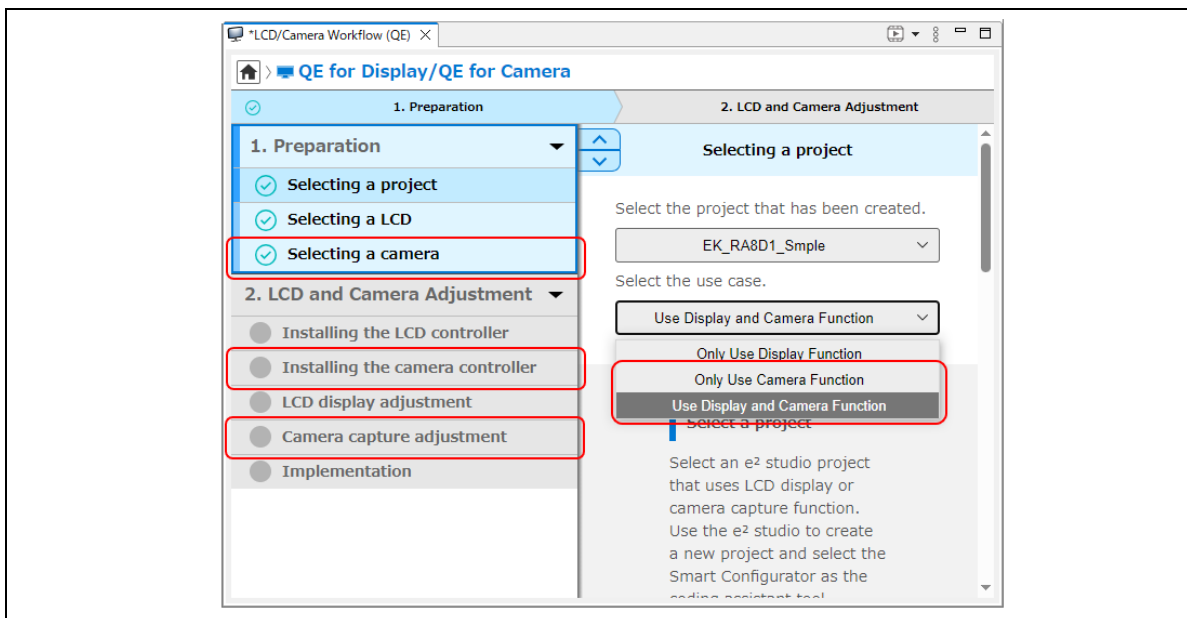 *LCD/Camera Workflow (QE)
QE for Display/QE for Camera
1. Preparation
2. LCD and Camera Adjustment
1. Preparation
Selecting a project
Selecting a LCD
Selecting a camera
2. LCD and Camera Adjustment
Installing the LCD controller
Installing the camera controller
LCD display adjustment
Camera capture adjustment
Implementation
Selecting a project
Select the project that has been created.
EK_RA8D1_Smple
Select the use case.
Use Display and Camera Function
Only Use Display Function
Only Use Camera Function
Use Display and Camera Function
Select a project
Select an e² studio project
that uses LCD display or
camera capture function.
Use the e² studio to create
a new project and select the
Smart Configurator as the
coding assistant tool